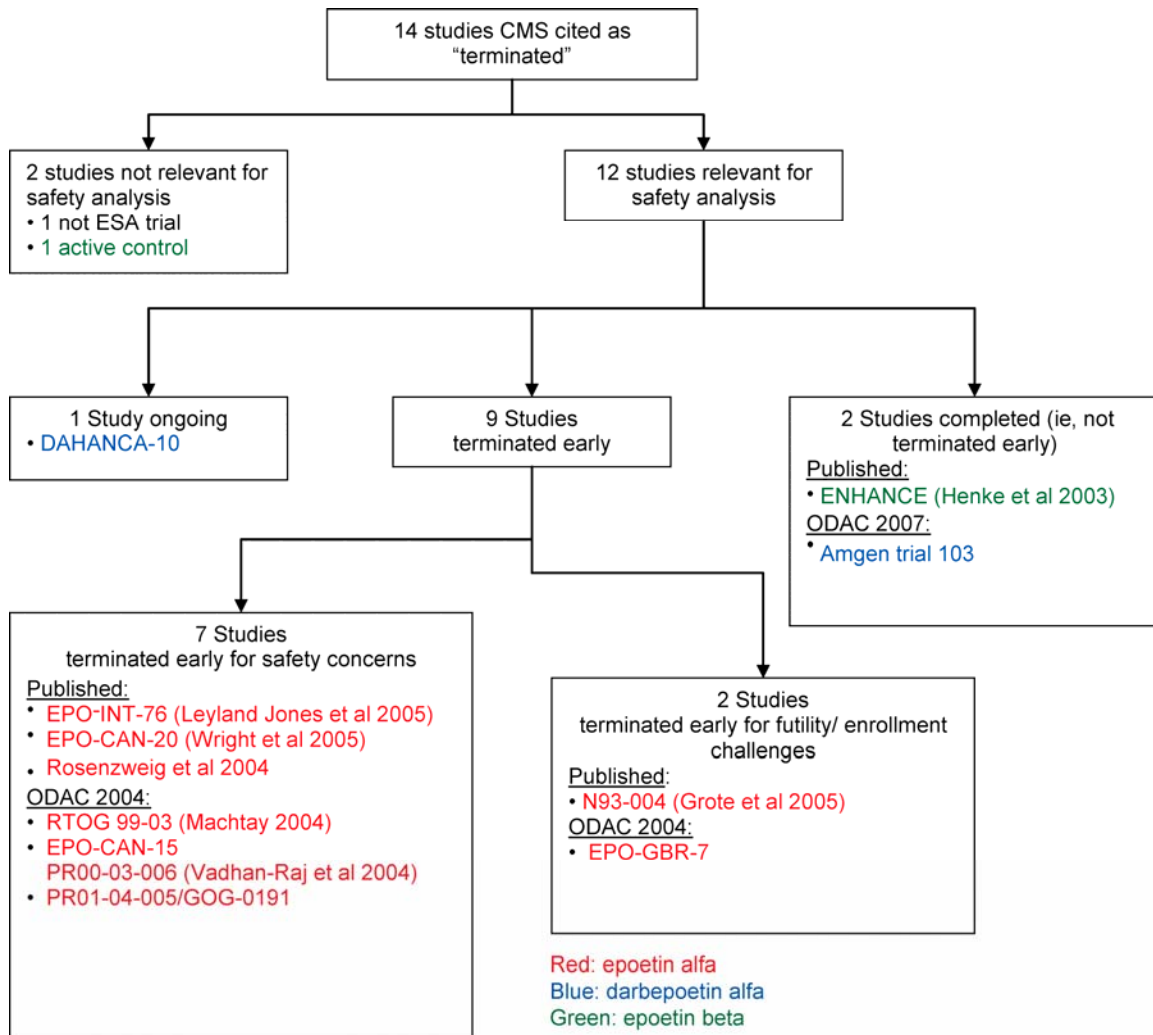 14 studies CMS cited as
“terminated”
2 studies not relevant for
safety analysis
• 1 not ESA trial
• 1 active control
12 studies relevant for
safety analysis
1 Study ongoing
• DAHANCA-10
9 Studies
terminated early
2 Studies completed (ie, not
terminated early)
Published:
• ENHANCE (Henke et al 2003)
ODAC 2007:
• Amgen trial 103
7 Studies
terminated early for safety concerns
Published:
• EPO-INT-76 (Leyland Jones et al 2005)
• EPO-CAN-20 (Wright et al 2005)
• Rosenzweig et al 2004
ODAC 2004:
• RTOG 99-03 (Machtay 2004)
• EPO-CAN-15
PR00-03-006 (Vadhan-Raj et al 2004)
• PR01-04-005/GOG-0191
2 Studies
terminated early for futility/ enrollment
challenges
Published:
• N93-004 (Grote et al 2005)
ODAC 2004:
• EPO-GBR-7
Red: epoetin alfa
Blue: darbepoetin alfa
Green: epoetin beta